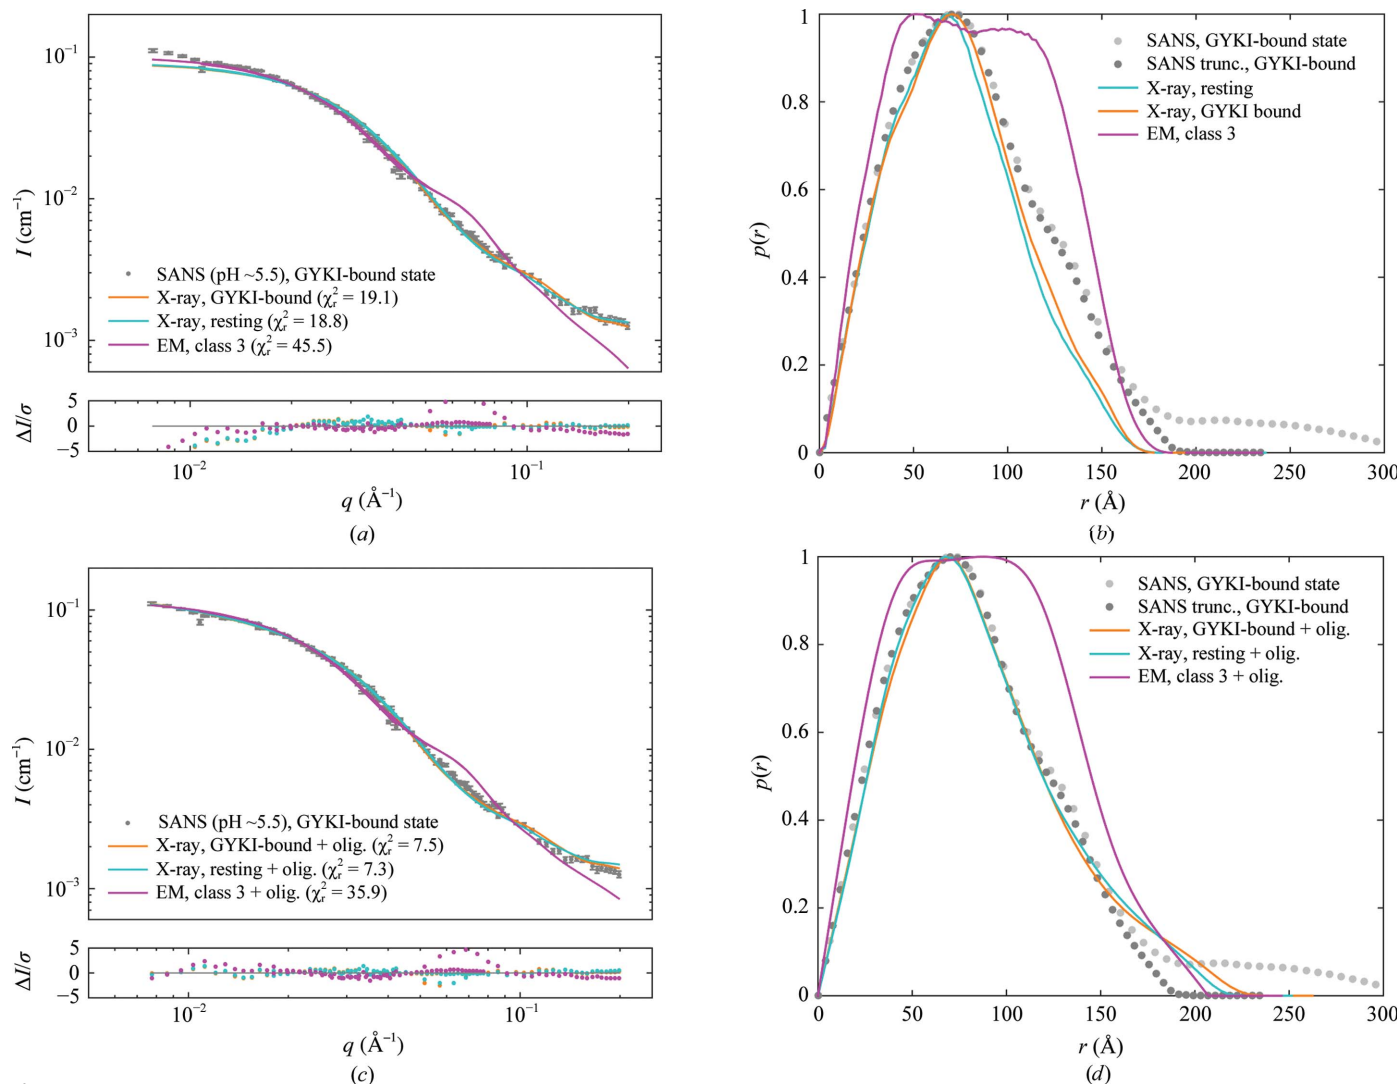 10⁻¹
10⁻²
10⁻³
I (cm⁻¹)
SANS (pH ~5.5), GYKI-bound state
X-ray, GYKI-bound (χᵣ² = 19.1)
X-ray, resting (χᵣ² = 18.8)
EM, class 3 (χᵣ² = 45.5)
5
0
−5
ΔI/σ
10⁻² 10⁻¹
q (Å⁻¹)
(a)
1
0.8
0.6
0.4
0.2
0
p(r)
SANS, GYKI-bound state
SANS trunc., GYKI-bound
X-ray, resting
X-ray, GYKI bound
EM, class 3
0 50 100 150 200 250 300
r (Å)
(b)
10⁻¹
10⁻²
10⁻³
I (cm⁻¹)
SANS (pH ~5.5), GYKI-bound state
X-ray, GYKI-bound + olig. (χᵣ² = 7.5)
X-ray, resting + olig. (χᵣ² = 7.3)
EM, class 3 + olig. (χᵣ² = 35.9)
5
0
−5
ΔI/σ
10⁻² 10⁻¹
q (Å⁻¹)
(c)
1
0.8
0.6
0.4
0.2
0
p(r)
SANS, GYKI-bound state
SANS trunc., GYKI-bound
X-ray, GYKI-bound + olig.
X-ray, resting + olig.
EM, class 3 + olig.
0 50 100 150 200 250 300
r (Å)
(d)